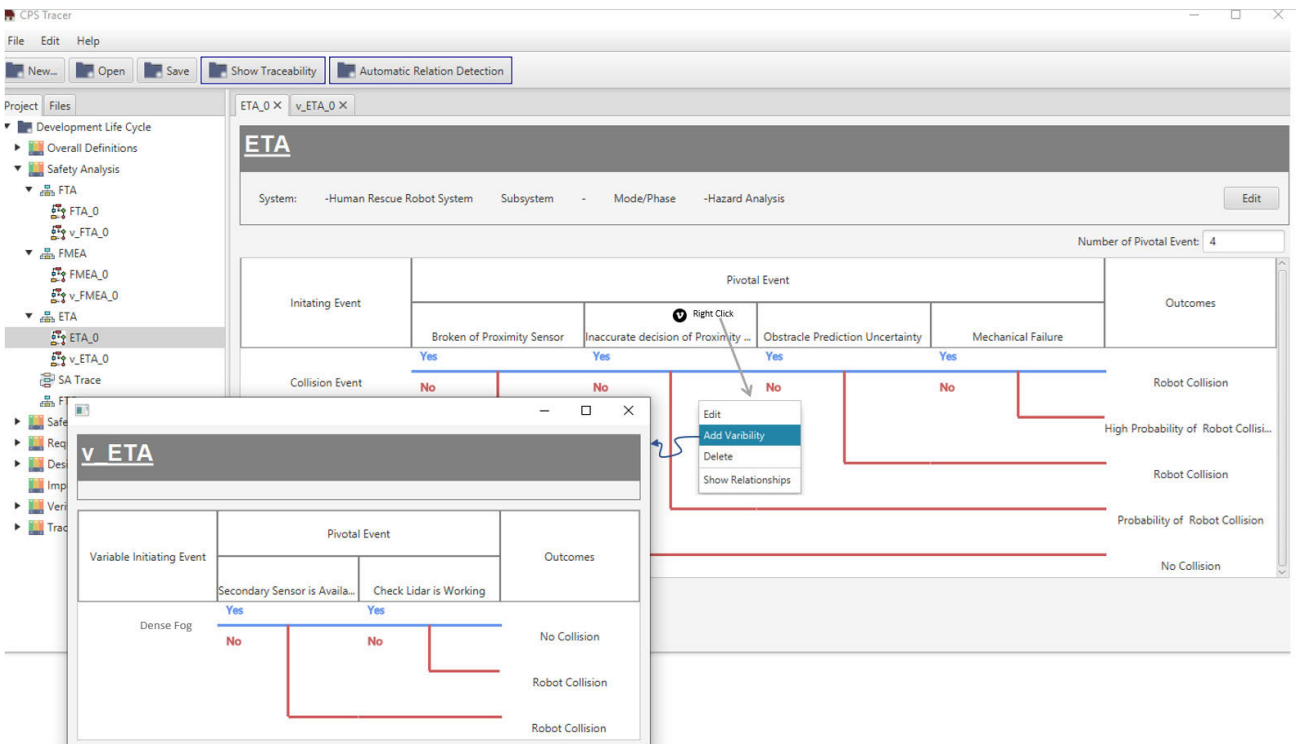 CPS Tracer
File Edit Help
New... Open Save Show Traceability Automatic Relation Detection
Project Files
ETA_0 v_ETA_0
Development Life Cycle
Overall Definitions
Safety Analysis
FTA
FTA_0
v_FTA_0
FMEA
FMEA_0
v_FMEA_0
ETA
ETA_0
v_ETA_0
SA Trace
ETA
System: -Human Rescue Robot System Subsystem - Mode/Phase -Hazard Analysis Edit
Number of Pivotal Event: 4
Initating Event
Pivotal Event
Outcomes
Broken of Proximity Sensor
Inaccurate decision of Proximity ...
Obstracle Prediction Uncertainty
Mechanical Failure
V Right Click
Yes Yes Yes Yes
Collision Event
No No No No
Robot Collision
High Probability of Robot Collisi...
Robot Collision
Probability of Robot Collision
No Collision
Edit
Add Varibility
Delete
Show Relationships
v_ETA
Variable Initiating Event
Pivotal Event
Outcomes
Secondary Sensor is Availa...
Check Lidar is Working
Yes Yes
Dense Fog
No No
No Collision
Robot Collision
Robot Collision